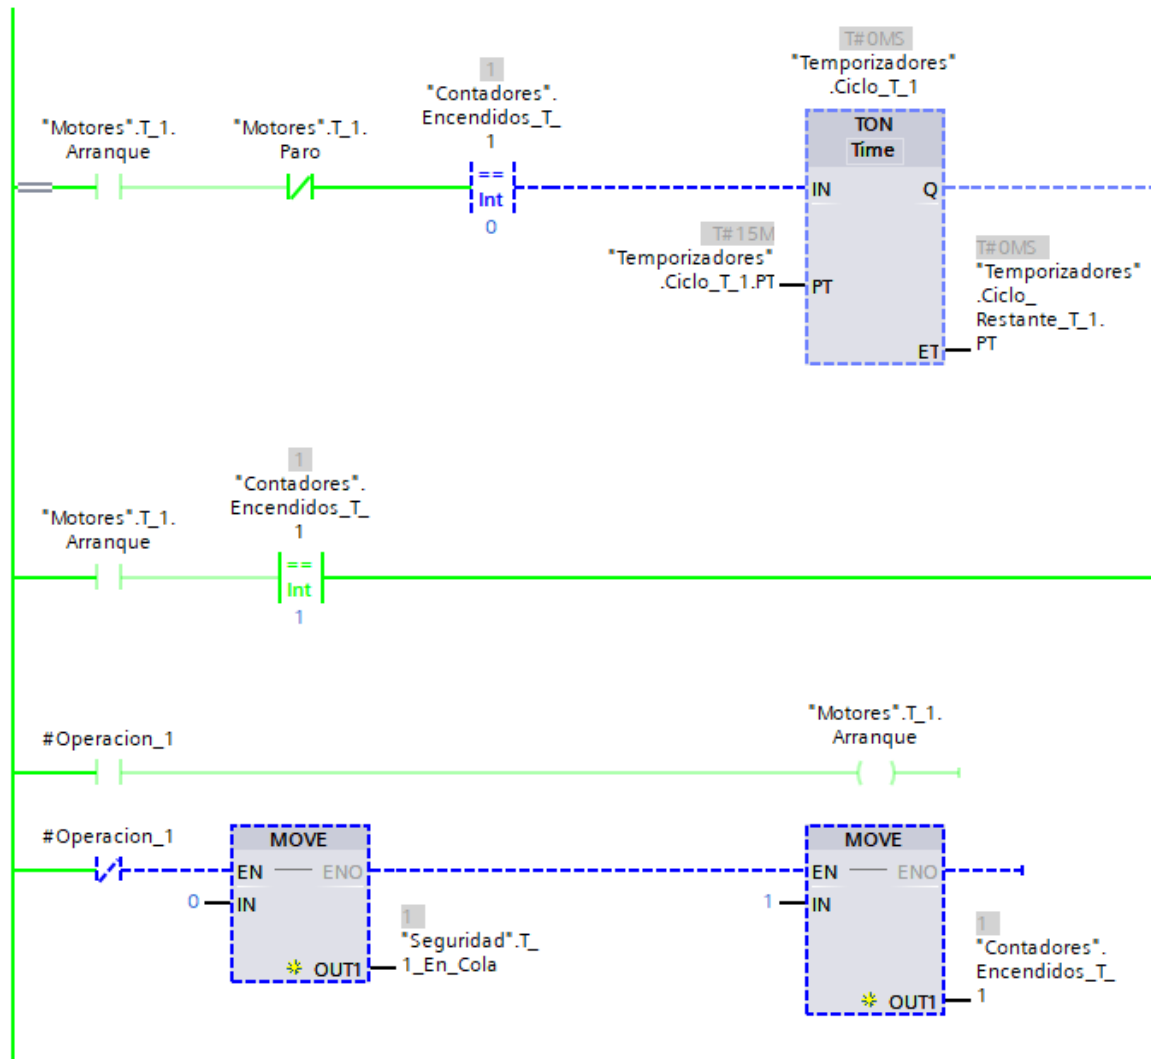 T#0MS
"Temporizadores"
.Ciclo_T_1
1
"Contadores".
Encendidos_T_
1
"Motores".T_1.
Arranque
"Motores".T_1.
Paro
TON
Time
==
Int
0
IN
Q
T#15M
"Temporizadores"
.Ciclo_T_1.PT
PT
T#0MS
"Temporizadores"
.Ciclo_
Restante_T_1.
PT
ET
1
"Contadores".
Encendidos_T_
1
"Motores".T_1.
Arranque
==
Int
1
"Motores".T_1.
Arranque
#Operacion_1
#Operacion_1
MOVE
EN
ENO
0
IN
1
"Seguridad".T_
1_En_Cola
OUT1
MOVE
EN
ENO
1
IN
1
"Contadores".
Encendidos_T_
1
OUT1